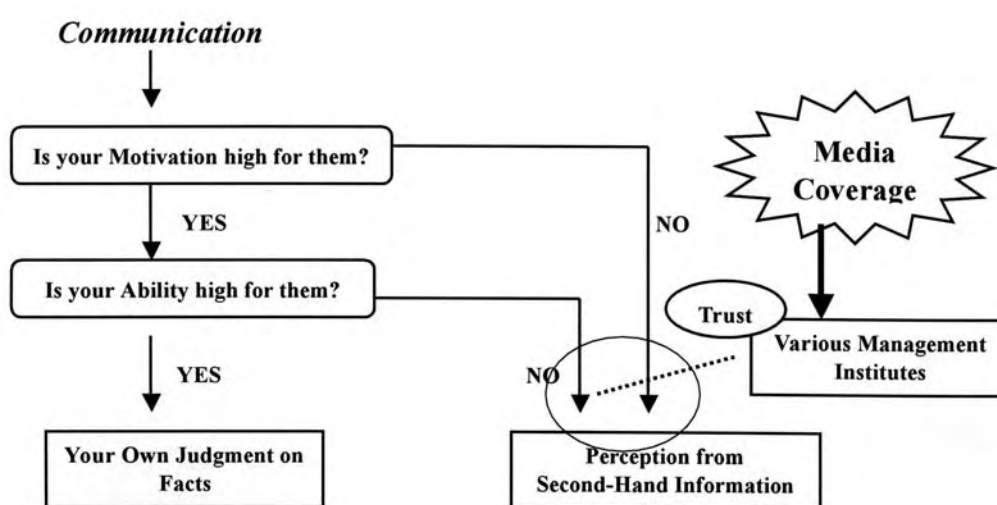 Communication
Is your Motivation high for them?
YES
NO
Is your Ability high for them?
YES
NO
Your Own Judgment on
Facts
Perception from
Second-Hand Information
Media
Coverage
Trust
Various Management
Institutes